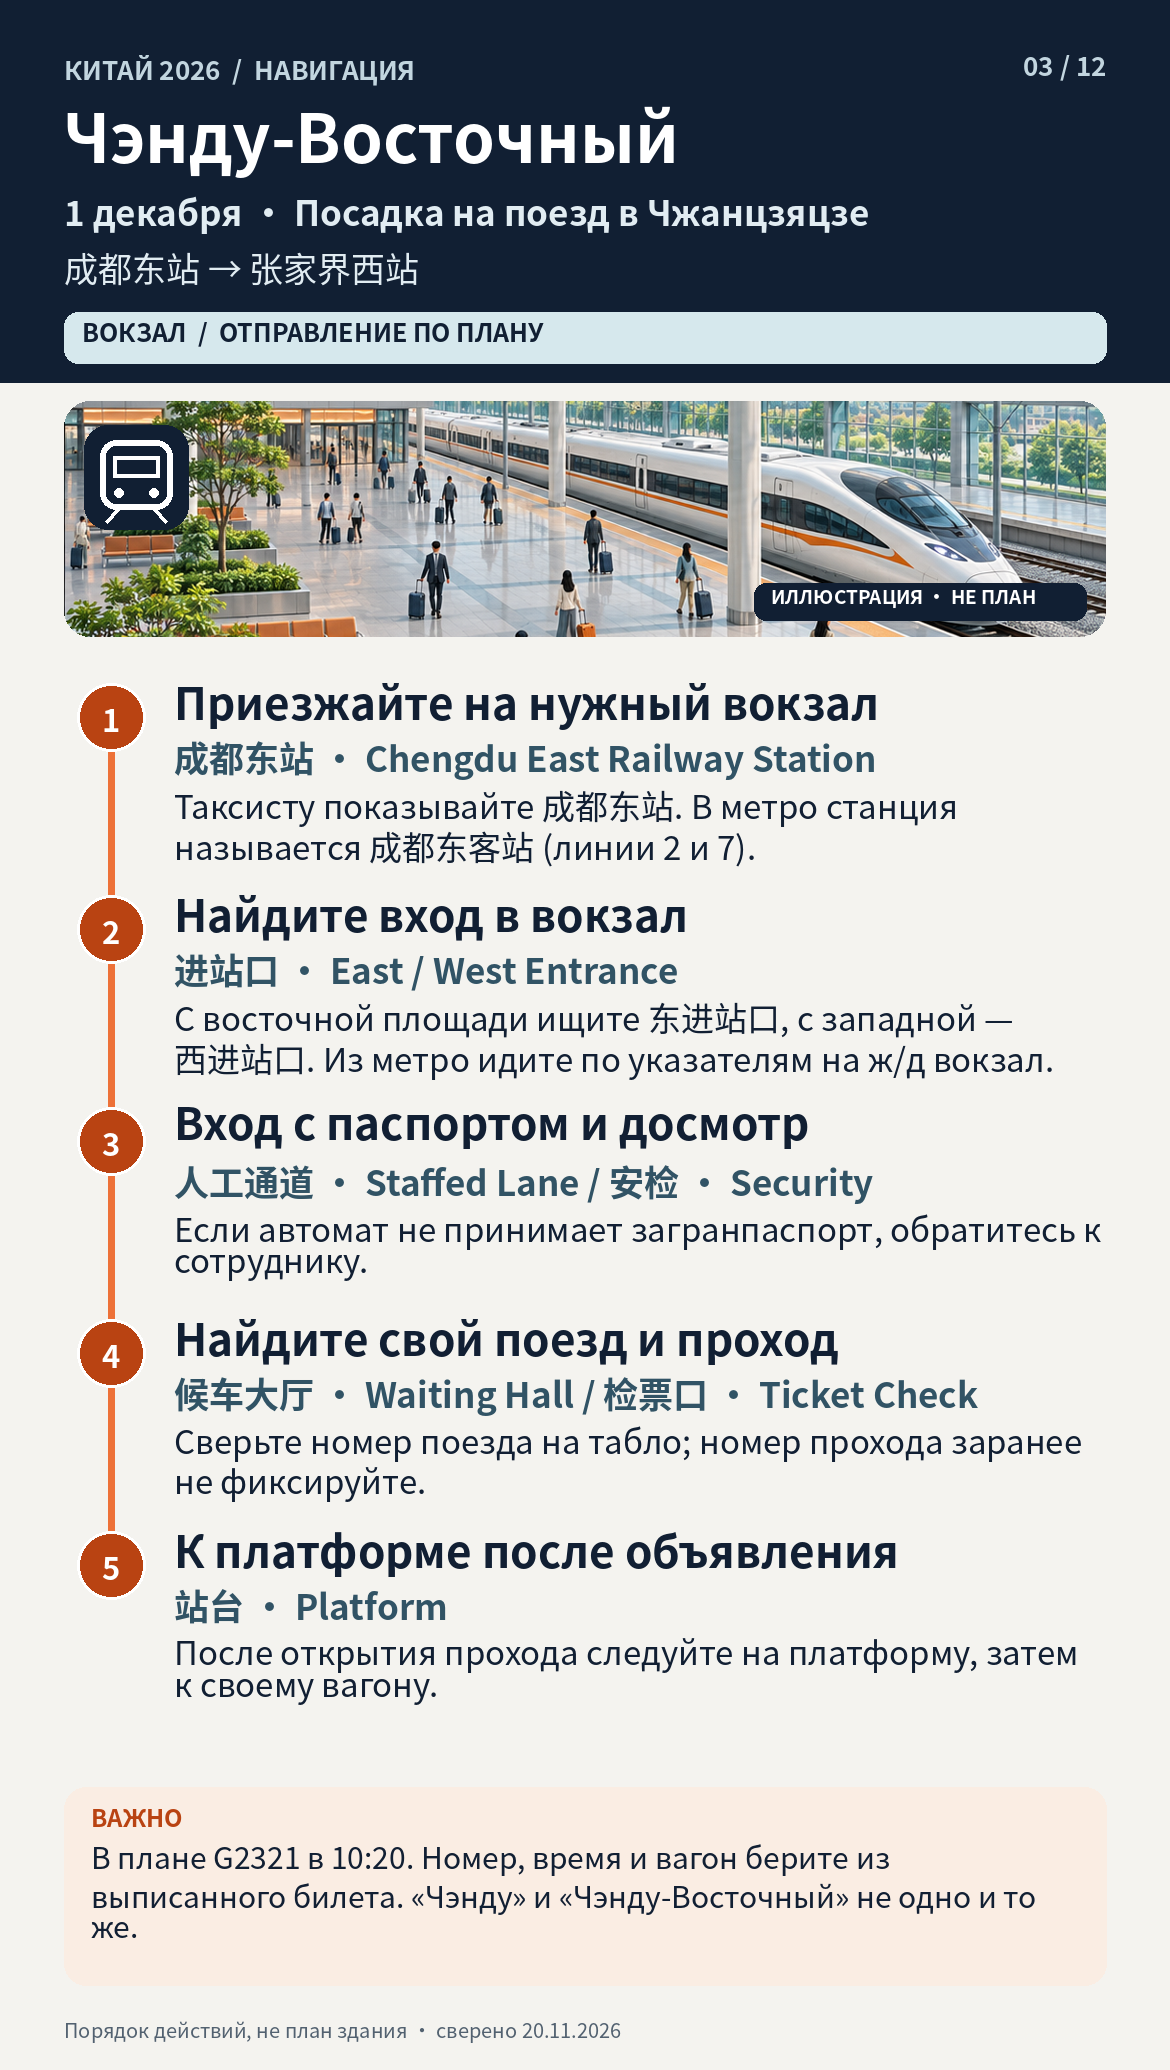 КИТАЙ 2026 / НАВИГАЦИЯ
03 / 12
Чэнду-Восточный
1 декабря • Посадка на поезд в Чжанцзяцзе
成都东站 → 张家界西站
ВОКЗАЛ / ОТПРАВЛЕНИЕ ПО ПЛАНУ
ИЛЛЮСТРАЦИЯ • НЕ ПЛАН
1
Приезжайте на нужный вокзал
成都东站 • Chengdu East Railway Station
Таксисту показывайте 成都东站. В метро станция
называется 成都东客站 (линии 2 и 7).
2
Найдите вход в вокзал
进站口 • East / West Entrance
С восточной площади ищите 东进站口, с западной —
西进站口. Из метро идите по указателям на ж/д вокзал.
3
Вход с паспортом и досмотр
人工通道 • Staffed Lane / 安检 • Security
Если автомат не принимает загранпаспорт, обратитесь к
сотруднику.
4
Найдите свой поезд и проход
候车大厅 • Waiting Hall / 检票口 • Ticket Check
Сверьте номер поезда на табло; номер прохода заранее
не фиксируйте.
5
К платформе после объявления
站台 • Platform
После открытия прохода следуйте на платформу, затем
к своему вагону.
ВАЖНО
В плане G2321 в 10:20. Номер, время и вагон берите из
выписанного билета. «Чэнду» и «Чэнду-Восточный» не одно и то
же.
Порядок действий, не план здания • сверено 20.11.2026